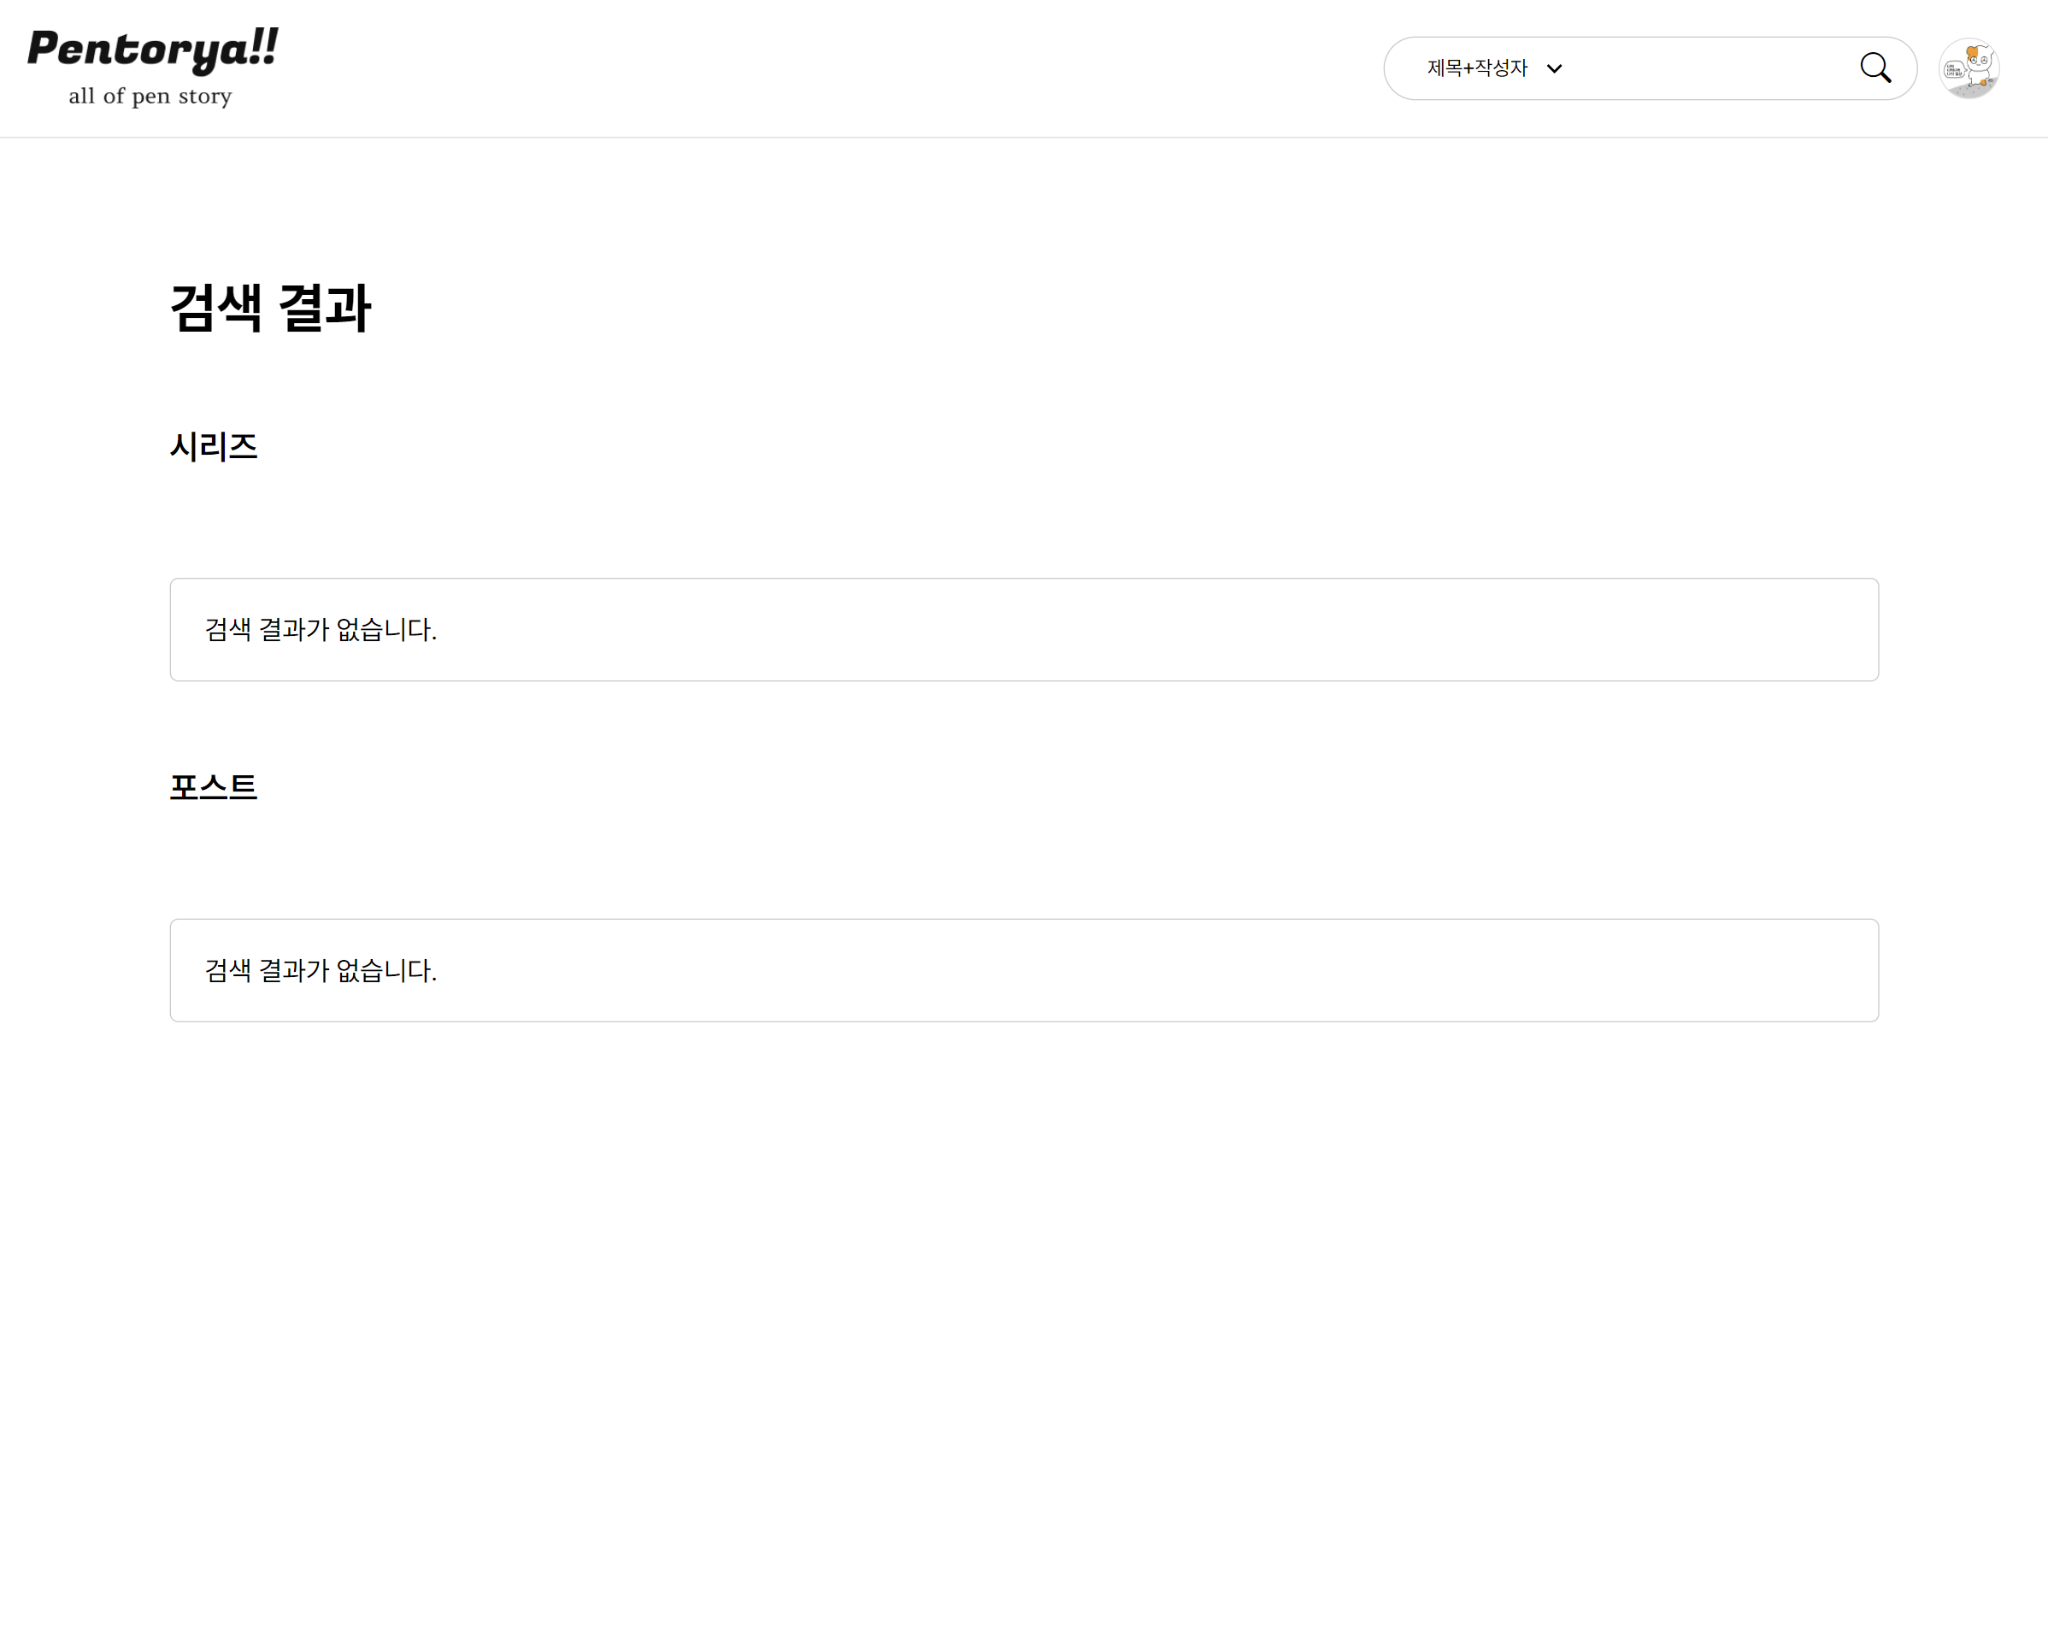 Pentorya!!
all of pen story
제목+작성자
검색 결과
시리즈
검색 결과가 없습니다.
포스트
검색 결과가 없습니다.